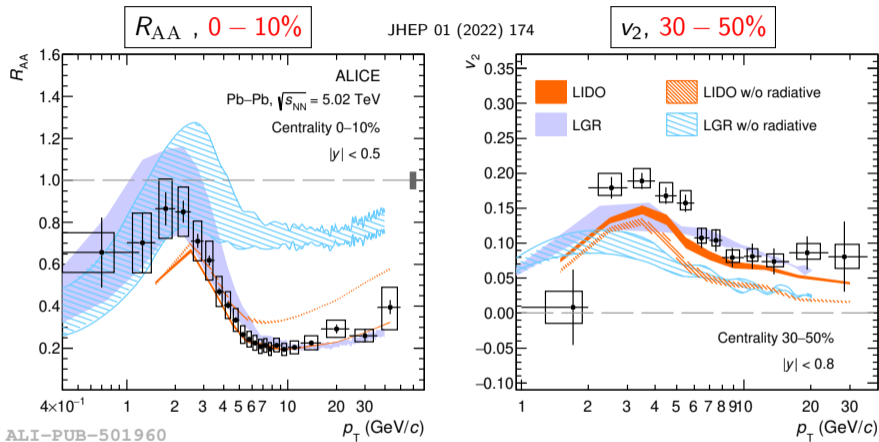 R_AA , 0 − 10%
JHEP 01 (2022) 174
v₂, 30 − 50%
R_AA
1.6
1.4
1.2
1.0
0.8
0.6
0.4
0.2
ALICE
Pb−Pb, √s_NN = 5.02 TeV
Centrality 0−10%
|y| < 0.5
4×10⁻¹ 1 2 3 4 5 6 7 10 20 30
p_T (GeV/c)
v₂
0.35
0.30
0.25
0.20
0.15
0.10
0.05
0.00
−0.05
−0.10
LIDO
LIDO w/o radiative
LGR
LGR w/o radiative
Centrality 30−50%
|y| < 0.8
1 2 3 4 5 6 7 8 910 20 30
p_T (GeV/c)
ALI−PUB−501960